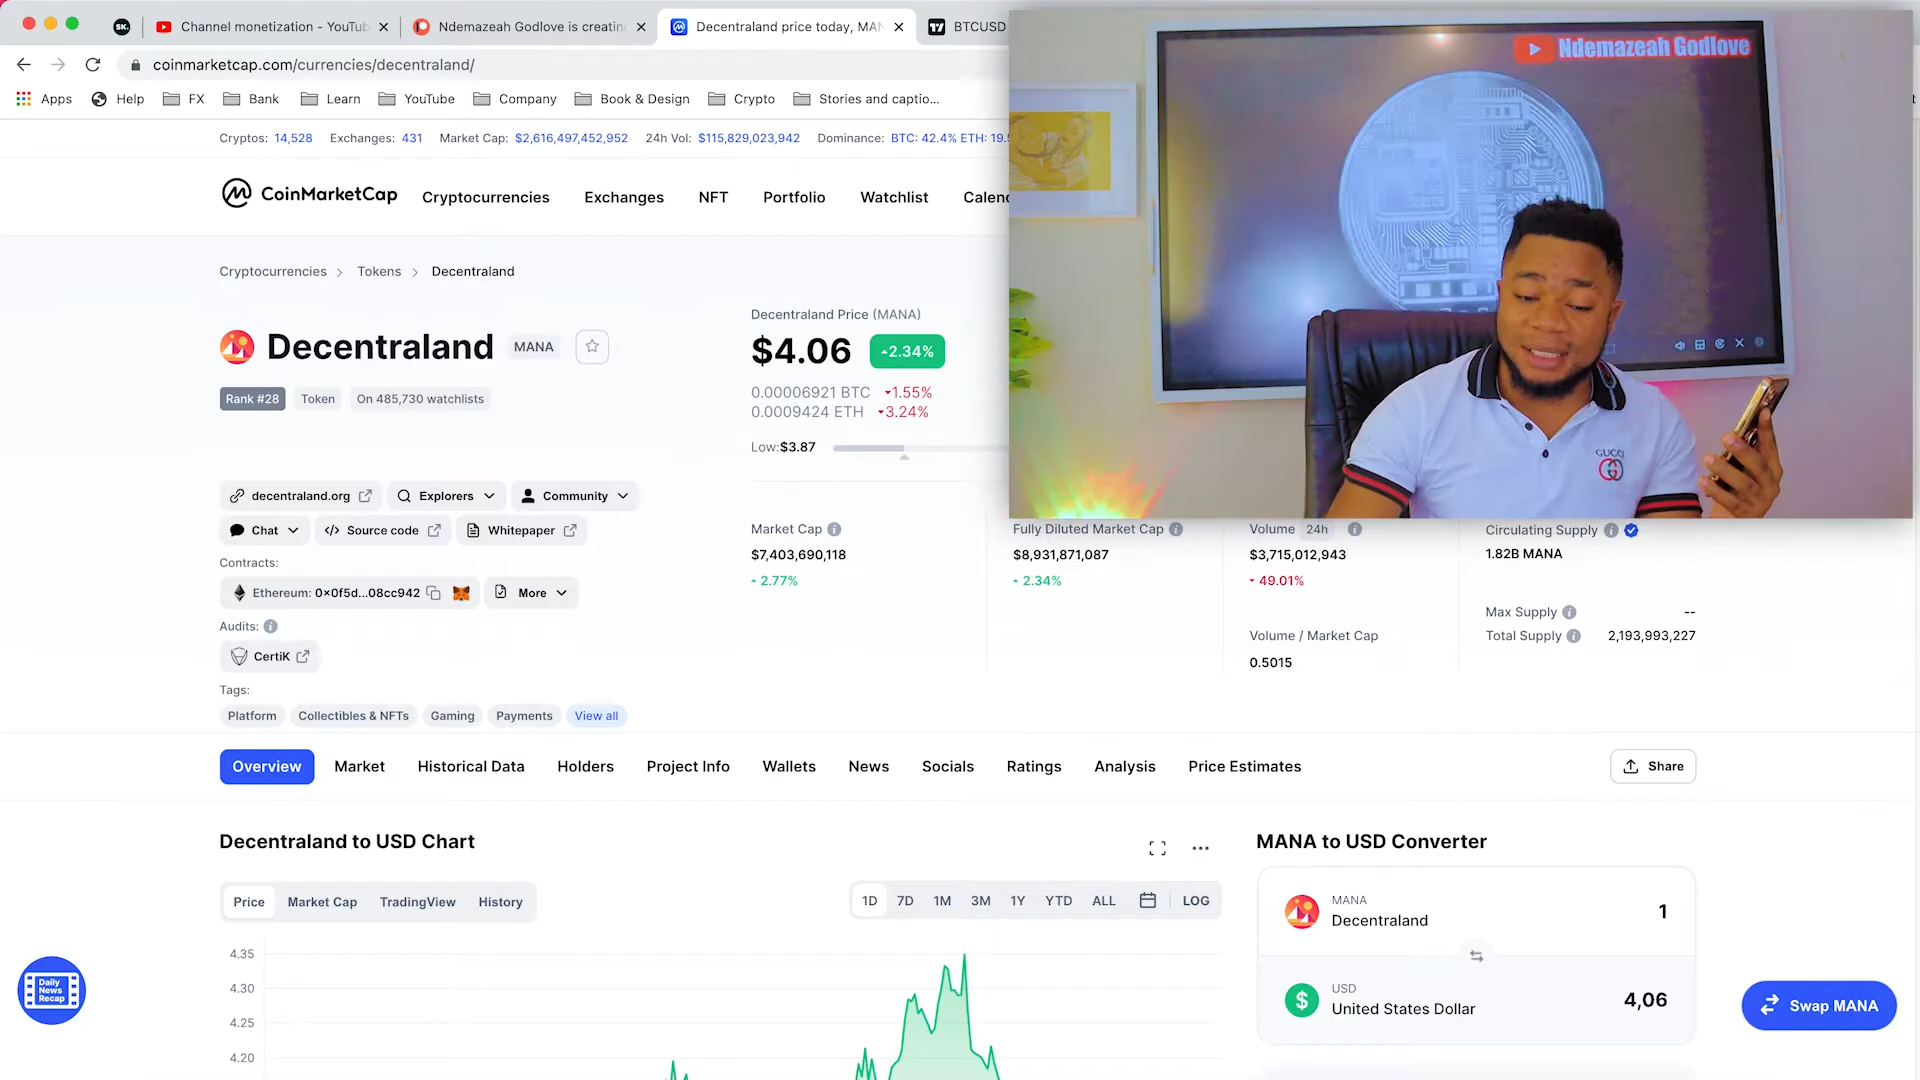 SK.
Channel monetization - YouTub
Ndemazeah Godlove is creatin
Decentraland price today, MAN
BTCUSD
coinmarketcap.com/currencies/decentraland/
Apps
Help
FX
Bank
Learn
YouTube
Company
Book & Design
Crypto
Stories and captio...
Ndemazeah Godlove
Cryptos: 14,528
Exchanges: 431
Market Cap: $2,616,497,452,952
24h Vol: $115,829,023,942
Dominance: BTC: 42.4% ETH: 19.5
CoinMarketCap
Cryptocurrencies
Exchanges
NFT
Portfolio
Watchlist
Calend
Cryptocurrencies
Tokens
Decentraland
Decentraland
MANA
Rank #28
Token
On 485,730 watchlists
Decentraland Price (MANA)
$4.06
2.34%
0.00006921 BTC
1.55%
0.0009424 ETH
3.24%
Low:$3.87
GUCCI
decentraland.org
Explorers
Community
Chat
Source code
Whitepaper
Contracts:
Ethereum: 0x0f5d...08cc942
More
Audits:
CertiK
Tags:
Platform
Collectibles & NFTs
Gaming
Payments
View all
Market Cap
$7,403,690,118
2.77%
Fully Diluted Market Cap
$8,931,871,087
2.34%
Volume 24h
$3,715,012,943
49.01%
Volume / Market Cap
0.5015
Circulating Supply
1.82B MANA
Max Supply --
Total Supply 2,193,993,227
Overview
Market
Historical Data
Holders
Project Info
Wallets
News
Socials
Ratings
Analysis
Price Estimates
Share
Decentraland to USD Chart
Price
Market Cap
TradingView
History
1D
7D
1M
3M
1Y
YTD
ALL
LOG
4.35
4.30
4.25
4.20
MANA to USD Converter
MANA
Decentraland
1
USD
United States Dollar
4,06
Daily
News
Recap
Swap MANA